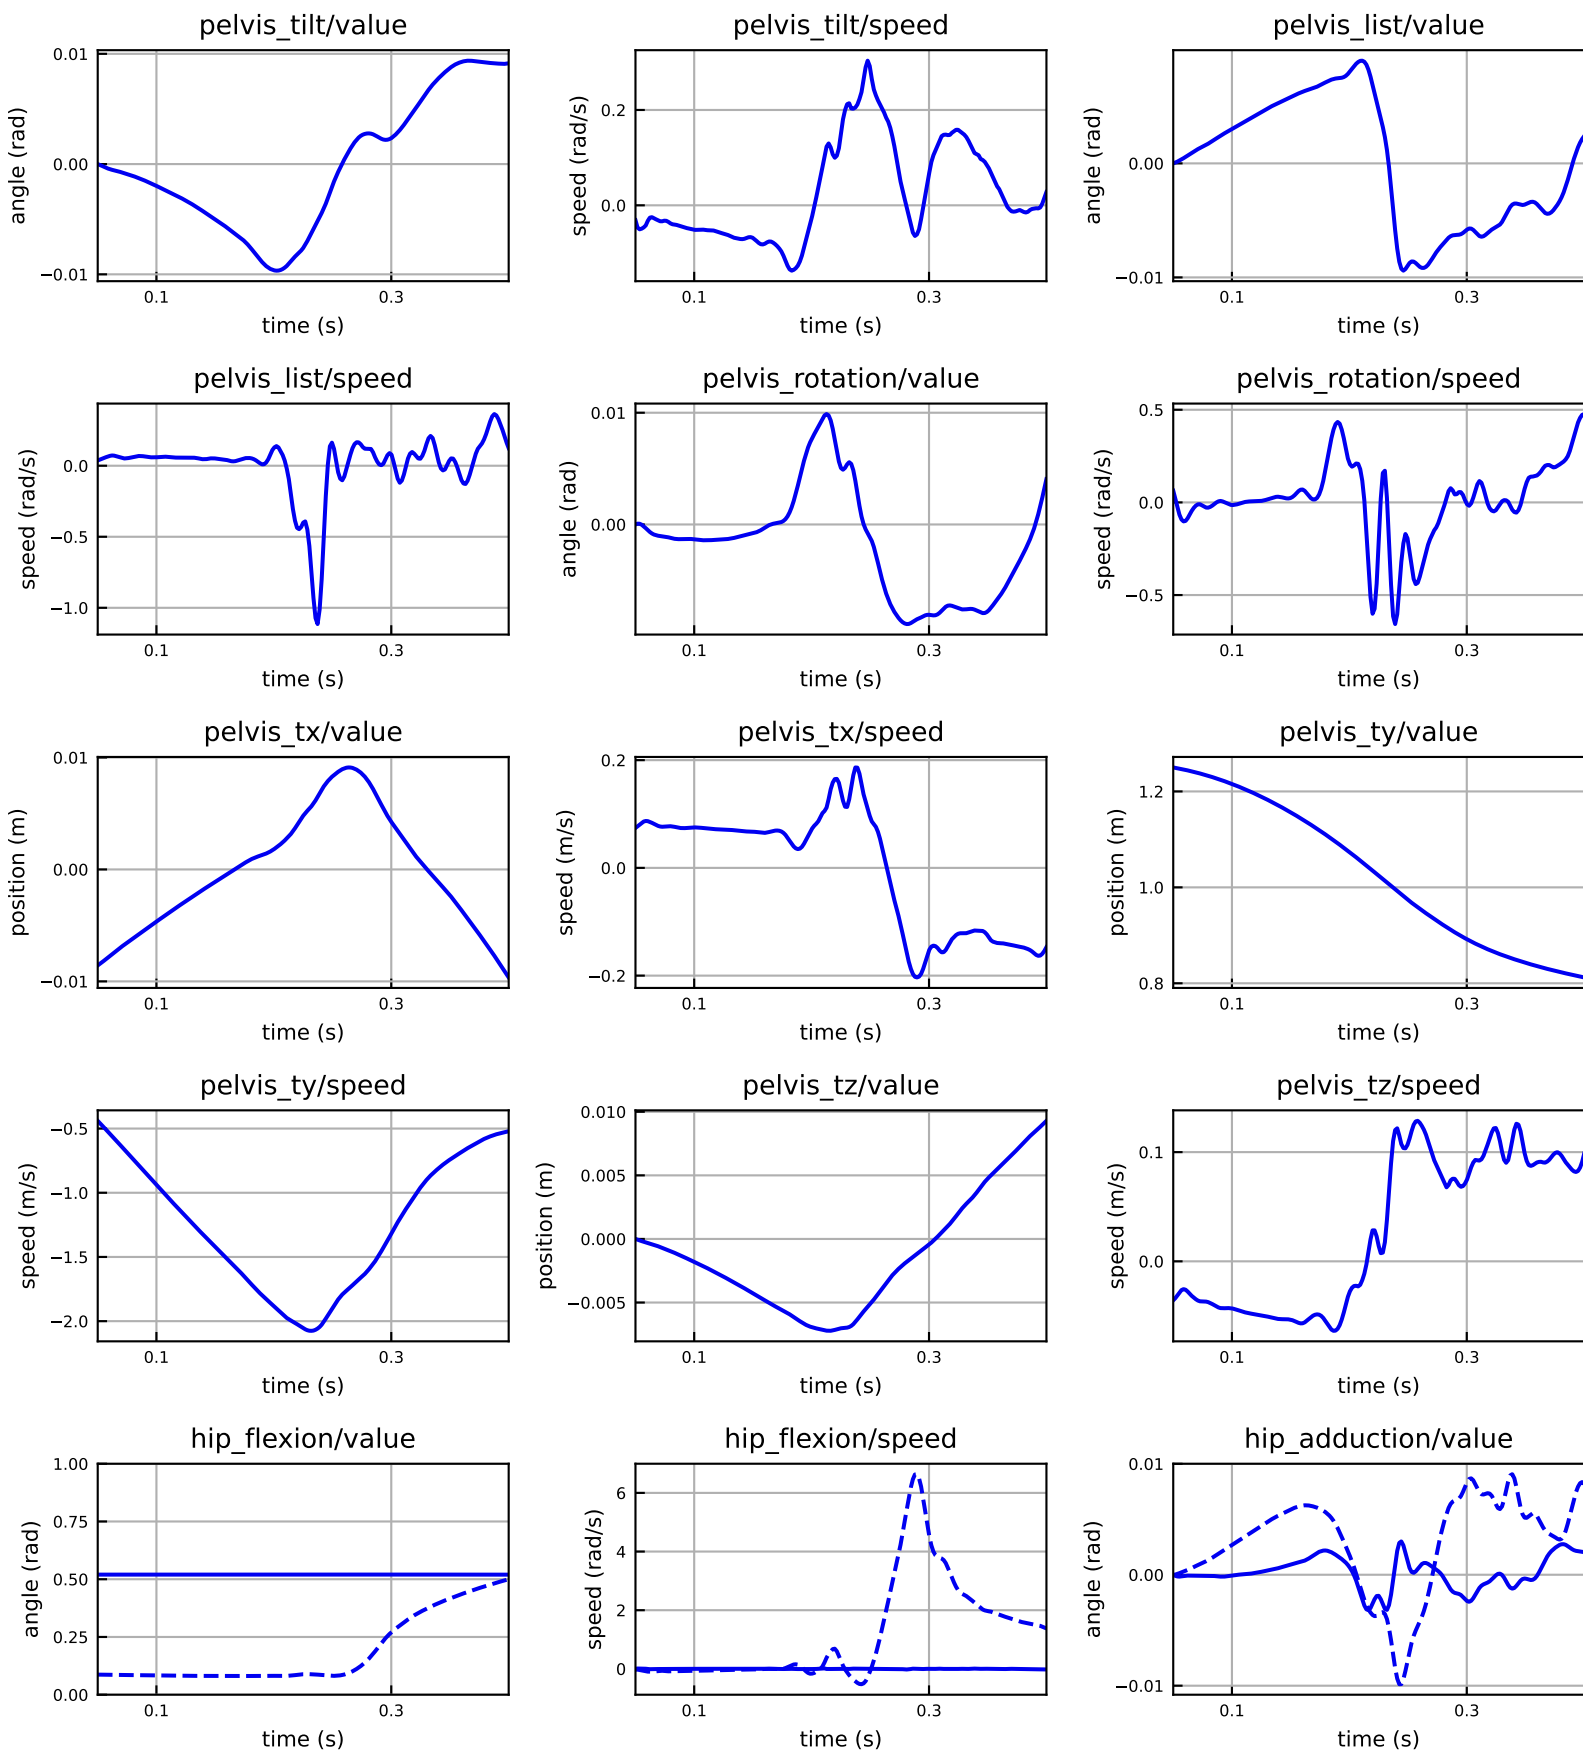 pelvis_tilt/value
0.01
0.00
−0.01
angle (rad)
0.1
0.3
time (s)
pelvis_tilt/speed
0.2
0.0
speed (rad/s)
0.1
0.3
time (s)
pelvis_list/value
0.00
−0.01
angle (rad)
0.1
0.3
time (s)
pelvis_list/speed
0.0
−0.5
−1.0
speed (rad/s)
0.1
0.3
time (s)
pelvis_rotation/value
0.01
0.00
angle (rad)
0.1
0.3
time (s)
pelvis_rotation/speed
0.5
0.0
−0.5
speed (rad/s)
0.1
0.3
time (s)
pelvis_tx/value
0.01
0.00
−0.01
position (m)
0.1
0.3
time (s)
pelvis_tx/speed
0.2
0.0
−0.2
speed (m/s)
0.1
0.3
time (s)
pelvis_ty/value
1.2
1.0
0.8
position (m)
0.1
0.3
time (s)
pelvis_ty/speed
−0.5
−1.0
−1.5
−2.0
speed (m/s)
0.1
0.3
time (s)
pelvis_tz/value
0.010
0.005
0.000
−0.005
position (m)
0.1
0.3
time (s)
pelvis_tz/speed
0.1
0.0
speed (m/s)
0.1
0.3
time (s)
hip_flexion/value
1.00
0.75
0.50
0.25
0.00
angle (rad)
0.1
0.3
time (s)
hip_flexion/speed
6
4
2
0
speed (rad/s)
0.1
0.3
time (s)
hip_adduction/value
0.01
0.00
−0.01
angle (rad)
0.1
0.3
time (s)